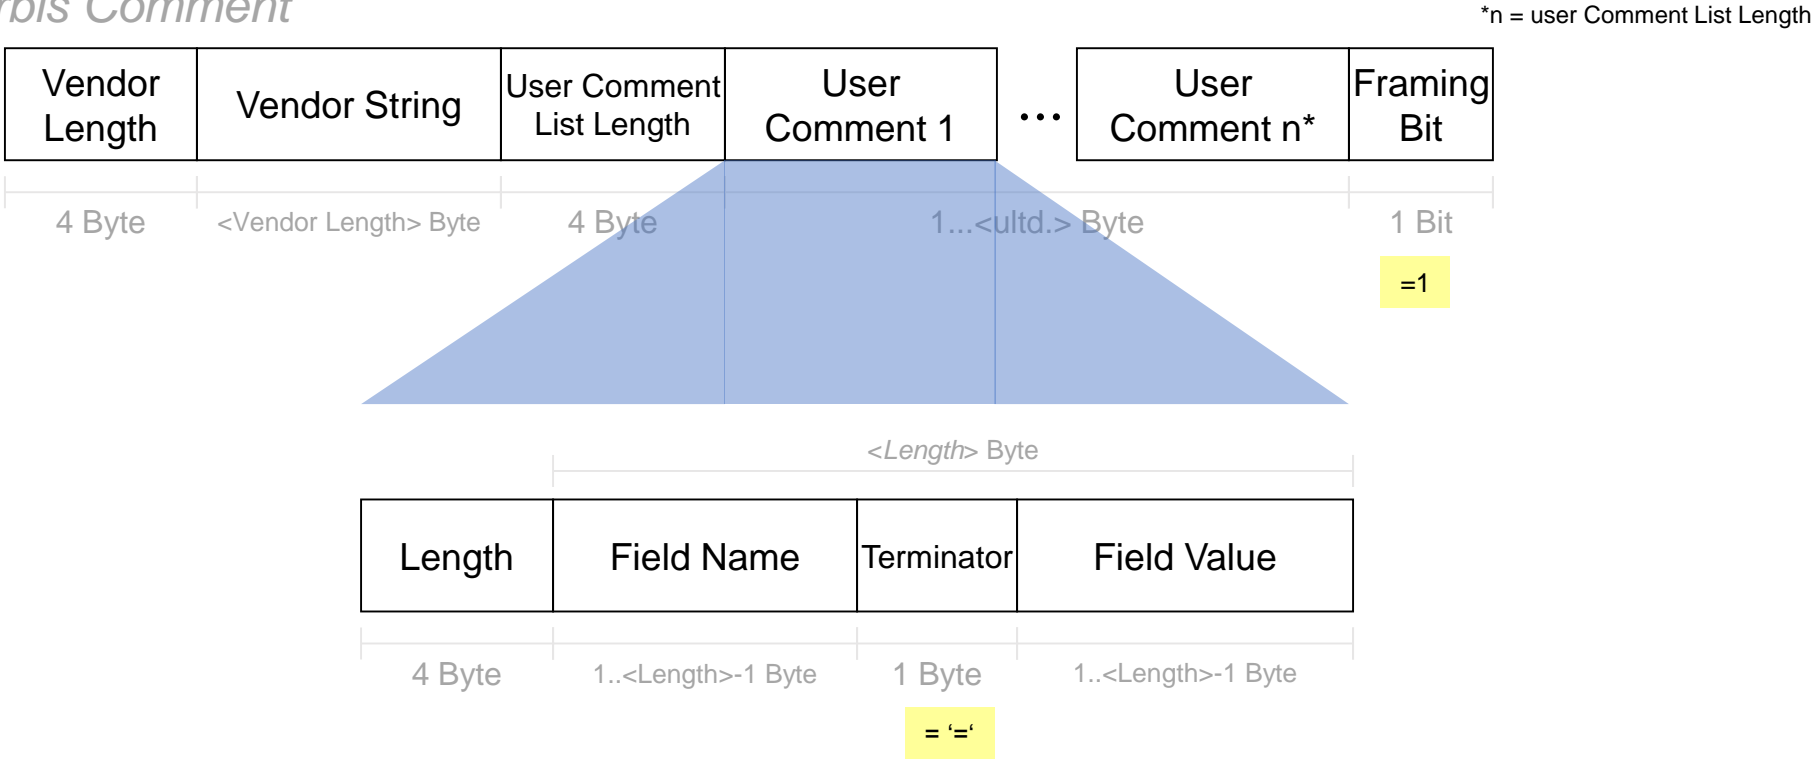 rbis Comment
*n = user Comment List Length
Vendor
Length
Vendor String
User Comment
List Length
User
Comment 1
...
User
Comment n*
Framing
Bit
4 Byte
<Vendor Length> Byte
4 Byte
1...<ultd.> Byte
1 Bit
=1
<Length> Byte
Length
Field Name
Terminator
Field Value
4 Byte
1..<Length>-1 Byte
1 Byte
1..<Length>-1 Byte
= ‘=‘